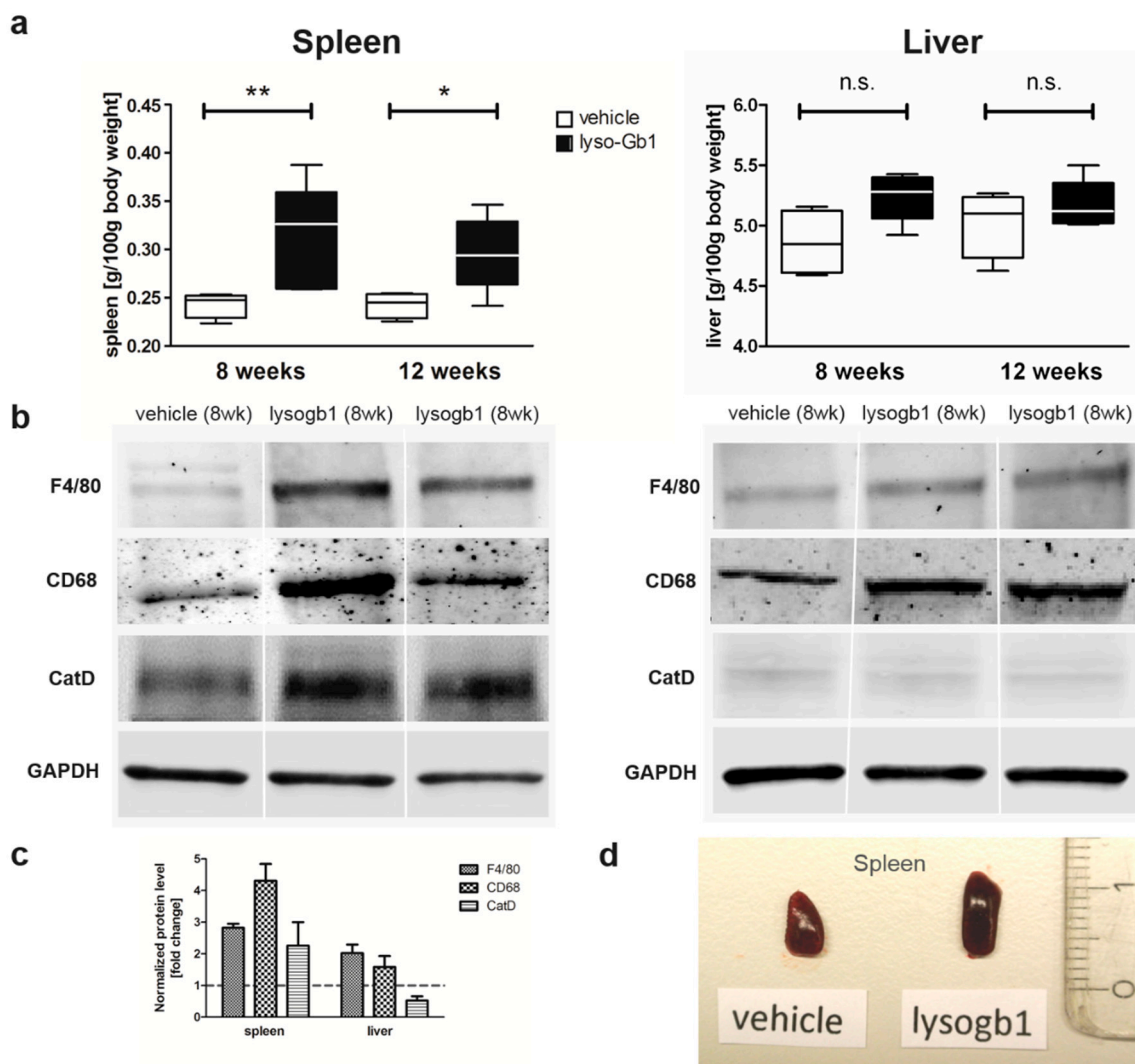 a
Spleen
Liver
** *
vehicle
lyso-Gb1
spleen [g/100g body weight]
0.45
0.40
0.35
0.30
0.25
0.20
8 weeks 12 weeks
n.s. n.s.
liver [g/100g body weight]
6.0
5.5
5.0
4.5
4.0
8 weeks 12 weeks
b
vehicle (8wk) lysogb1 (8wk) lysogb1 (8wk)
F4/80
CD68
CatD
GAPDH
vehicle (8wk) lysogb1 (8wk) lysogb1 (8wk)
F4/80
CD68
CatD
GAPDH
c
Normalized protein level
[fold change]
5
4
3
2
1
0
spleen liver
F4/80
CD68
CatD
d
Spleen
vehicle
lysogb1
1
0